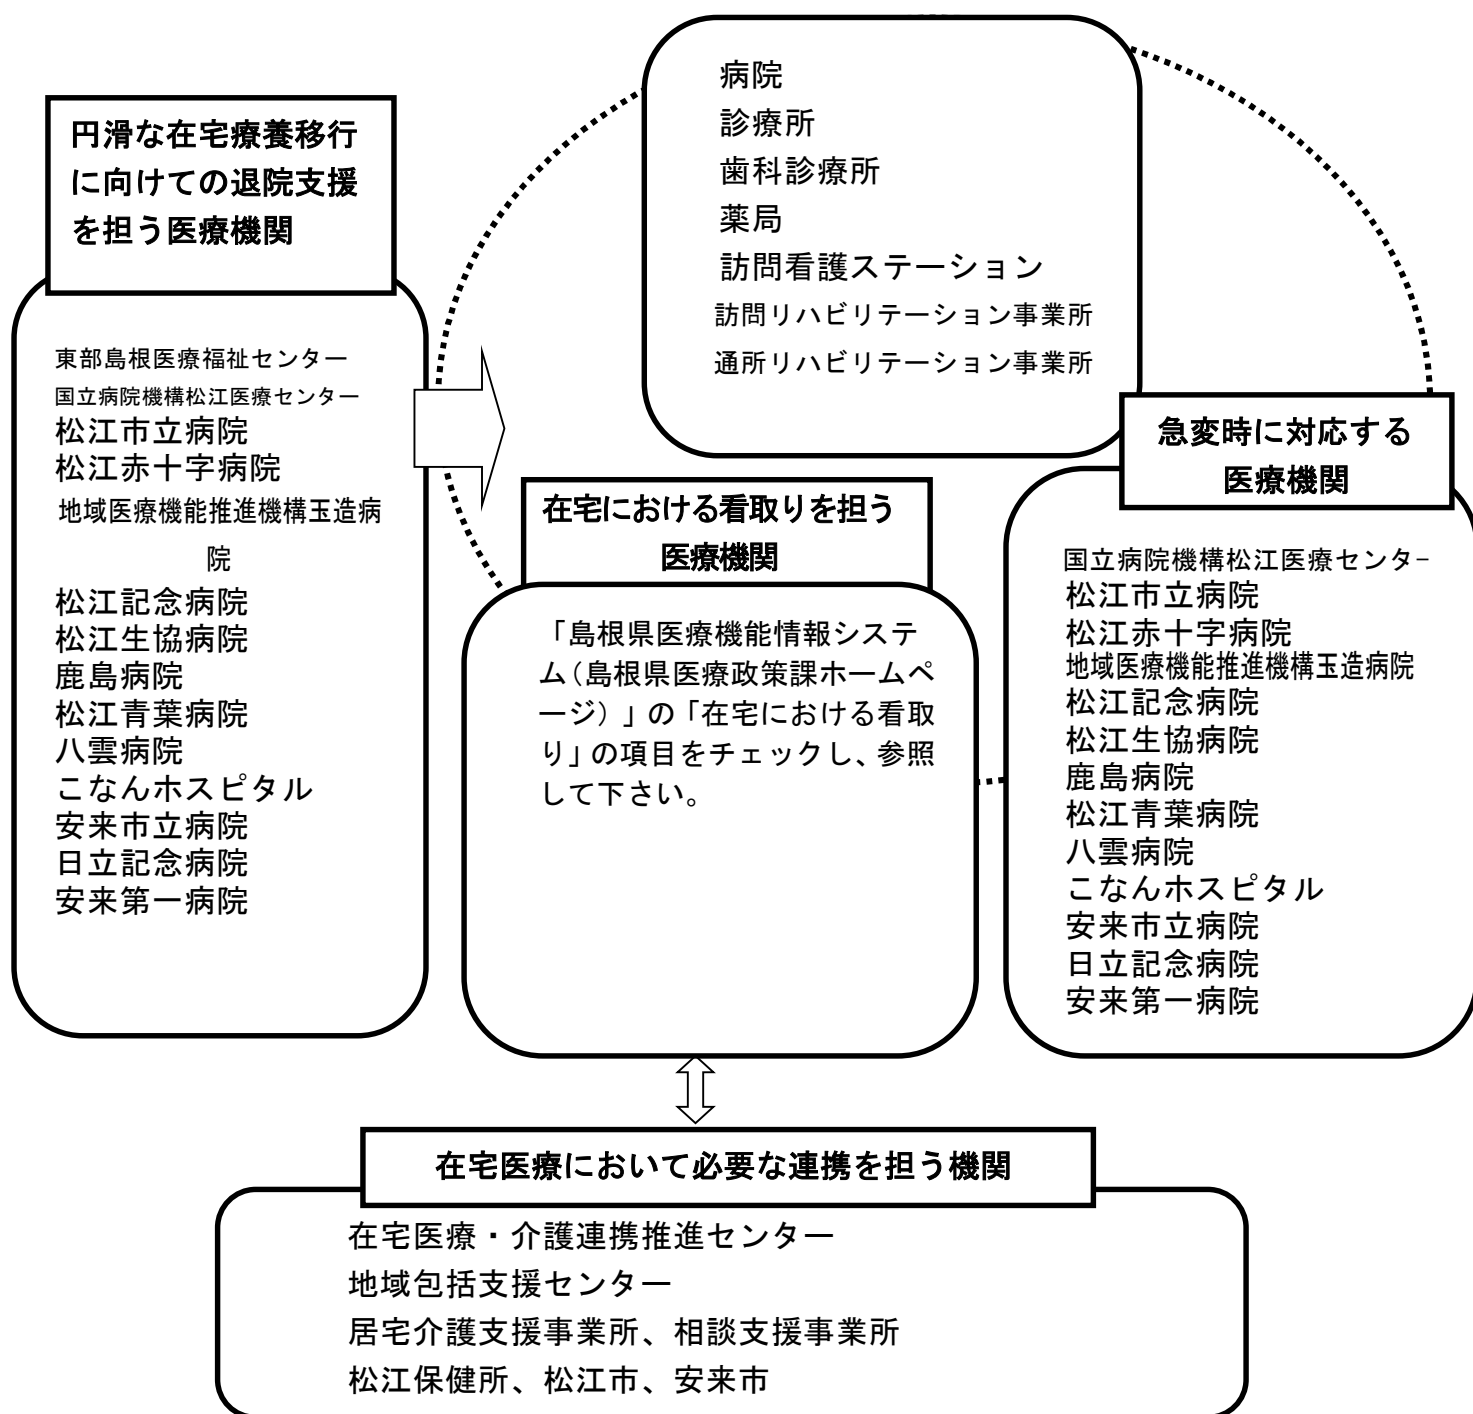 病院
診療所
歯科診療所
薬局
訪問看護ステーション
訪問リハビリテーション事業所
通所リハビリテーション事業所
円滑な在宅療養移行
に向けての退院支援
を担う医療機関
東部島根医療福祉センター
国立病院機構松江医療センター
松江市立病院
松江赤十字病院
地域医療機能推進機構玉造病
院
松江記念病院
松江生協病院
鹿島病院
松江青葉病院
八雲病院
こなんホスピタル
安来市立病院
日立記念病院
安来第一病院
在宅における看取りを担う
医療機関
「島根県医療機能情報システ
ム（島根県医療政策課ホームペ
ージ）」の「在宅における看取
り」の項目をチェックし、参照
して下さい。
急変時に対応する
医療機関
国立病院機構松江医療センター
松江市立病院
松江赤十字病院
地域医療機能推進機構玉造病院
松江記念病院
松江生協病院
鹿島病院
松江青葉病院
八雲病院
こなんホスピタル
安来市立病院
日立記念病院
安来第一病院
在宅医療において必要な連携を担う機関
在宅医療・介護連携推進センター
地域包括支援センター
居宅介護支援事業所、相談支援事業所
松江保健所、松江市、安来市